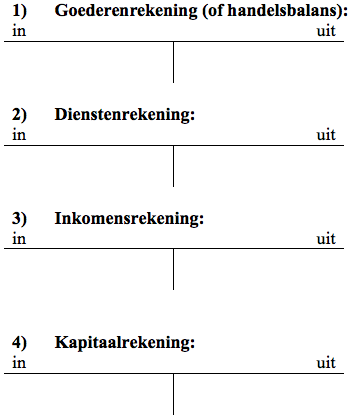 1) Goederenrekening (of handelsbalans):
in uit
2) Dienstenrekening:
in uit
3) Inkomensrekening:
in uit
4) Kapitaalrekening:
in uit